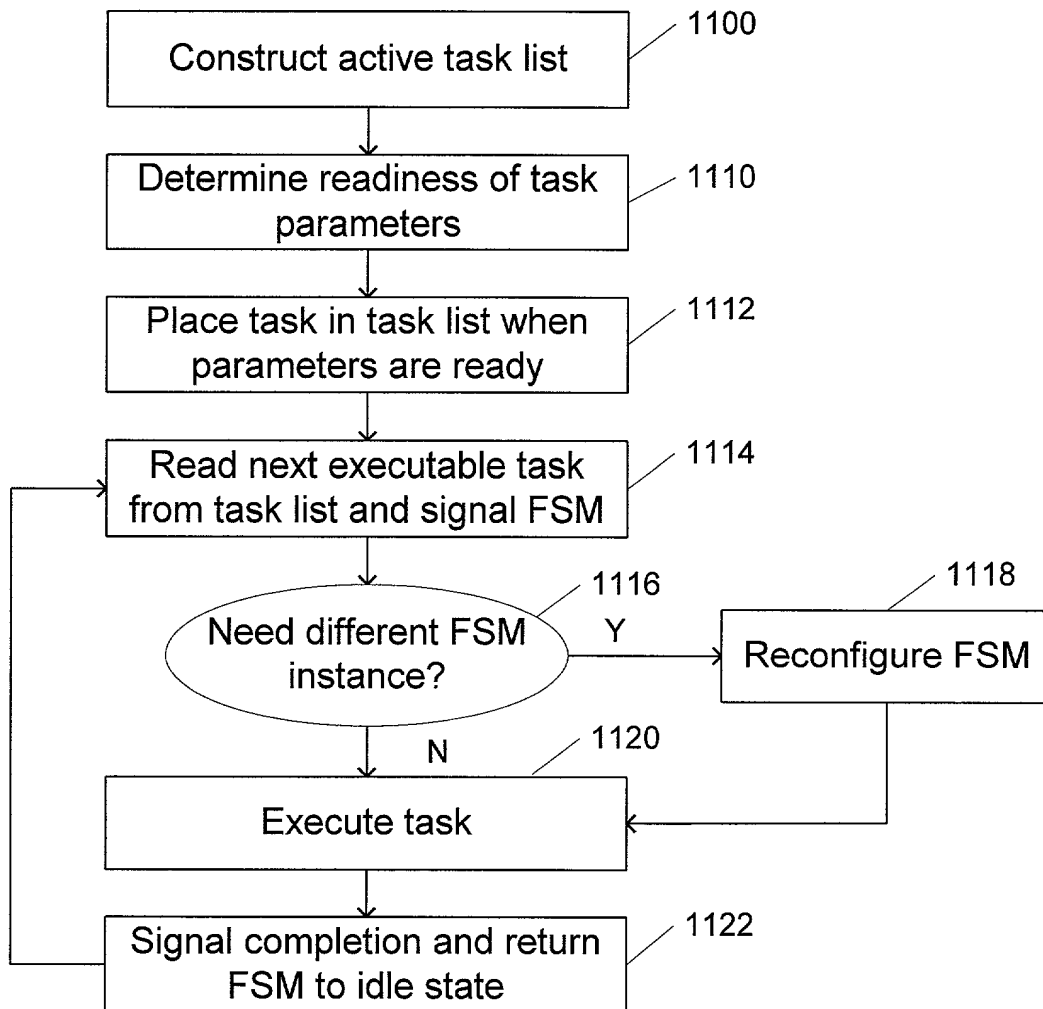 1100
Construct active task list
1110
Determine readiness of task
parameters
1112
Place task in task list when
parameters are ready
1114
Read next executable task
from task list and signal FSM
1116
1118
Need different FSM
instance?
Y
Reconfigure FSM
N
1120
Execute task
1122
Signal completion and return
FSM to idle state